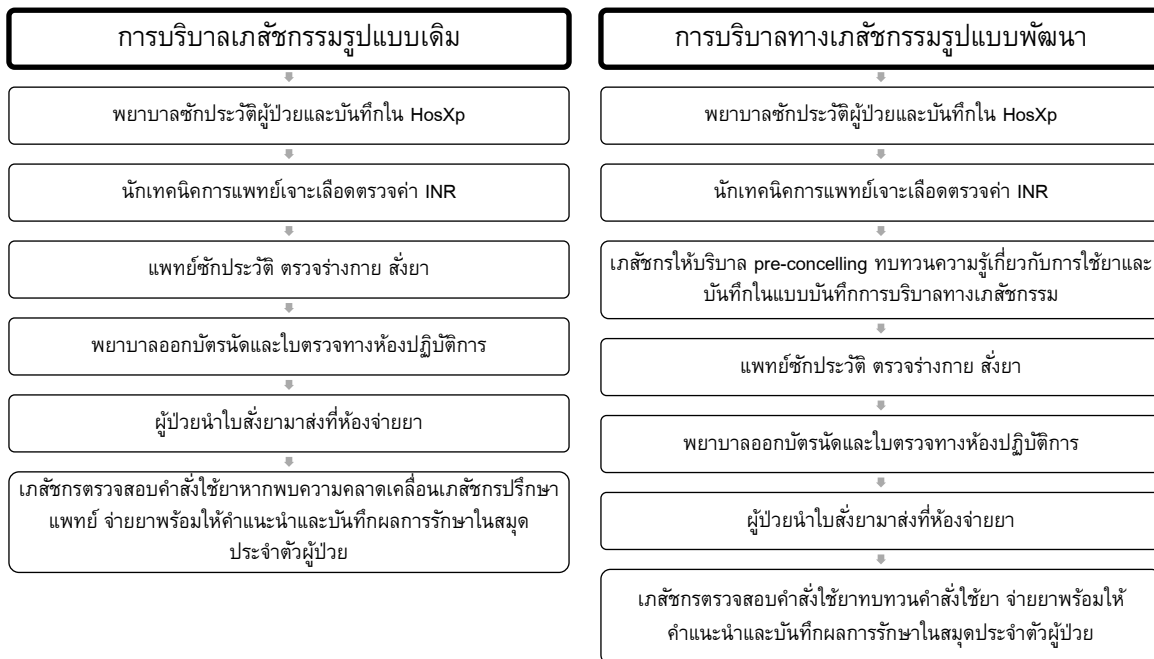 การบริบาลเภสัชกรรมรูปแบบเดิม
พยาบาลซักประวัติผู้ป่วยและบันทึกใน HosXp
นักเทคนิคการแพทย์เจาะเลือดตรวจค่า INR
แพทย์ซักประวัติ ตรวจร่างกาย สั่งยา
พยาบาลออกบัตรนัดและใบตรวจทางห้องปฏิบัติการ
ผู้ป่วยนำใบสั่งยามาส่งที่ห้องจ่ายยา
เภสัชกรตรวจสอบคำสั่งใช้ยาหากพบความคลาดเคลื่อนเภสัชกรปรึกษา
แพทย์ จ่ายยาพร้อมให้คำแนะนำและบันทึกผลการรักษาในสมุด
ประจำตัวผู้ป่วย
การบริบาลทางเภสัชกรรมรูปแบบพัฒนา
พยาบาลซักประวัติผู้ป่วยและบันทึกใน HosXp
นักเทคนิคการแพทย์เจาะเลือดตรวจค่า INR
เภสัชกรให้บริบาล pre-concelling ทบทวนความรู้เกี่ยวกับการใช้ยาและ
บันทึกในแบบบันทึกการบริบาลทางเภสัชกรรม
แพทย์ซักประวัติ ตรวจร่างกาย สั่งยา
พยาบาลออกบัตรนัดและใบตรวจทางห้องปฏิบัติการ
ผู้ป่วยนำใบสั่งยามาส่งที่ห้องจ่ายยา
เภสัชกรตรวจสอบคำสั่งใช้ยาทบทวนคำสั่งใช้ยา จ่ายยาพร้อมให้
คำแนะนำและบันทึกผลการรักษาในสมุดประจำตัวผู้ป่วย